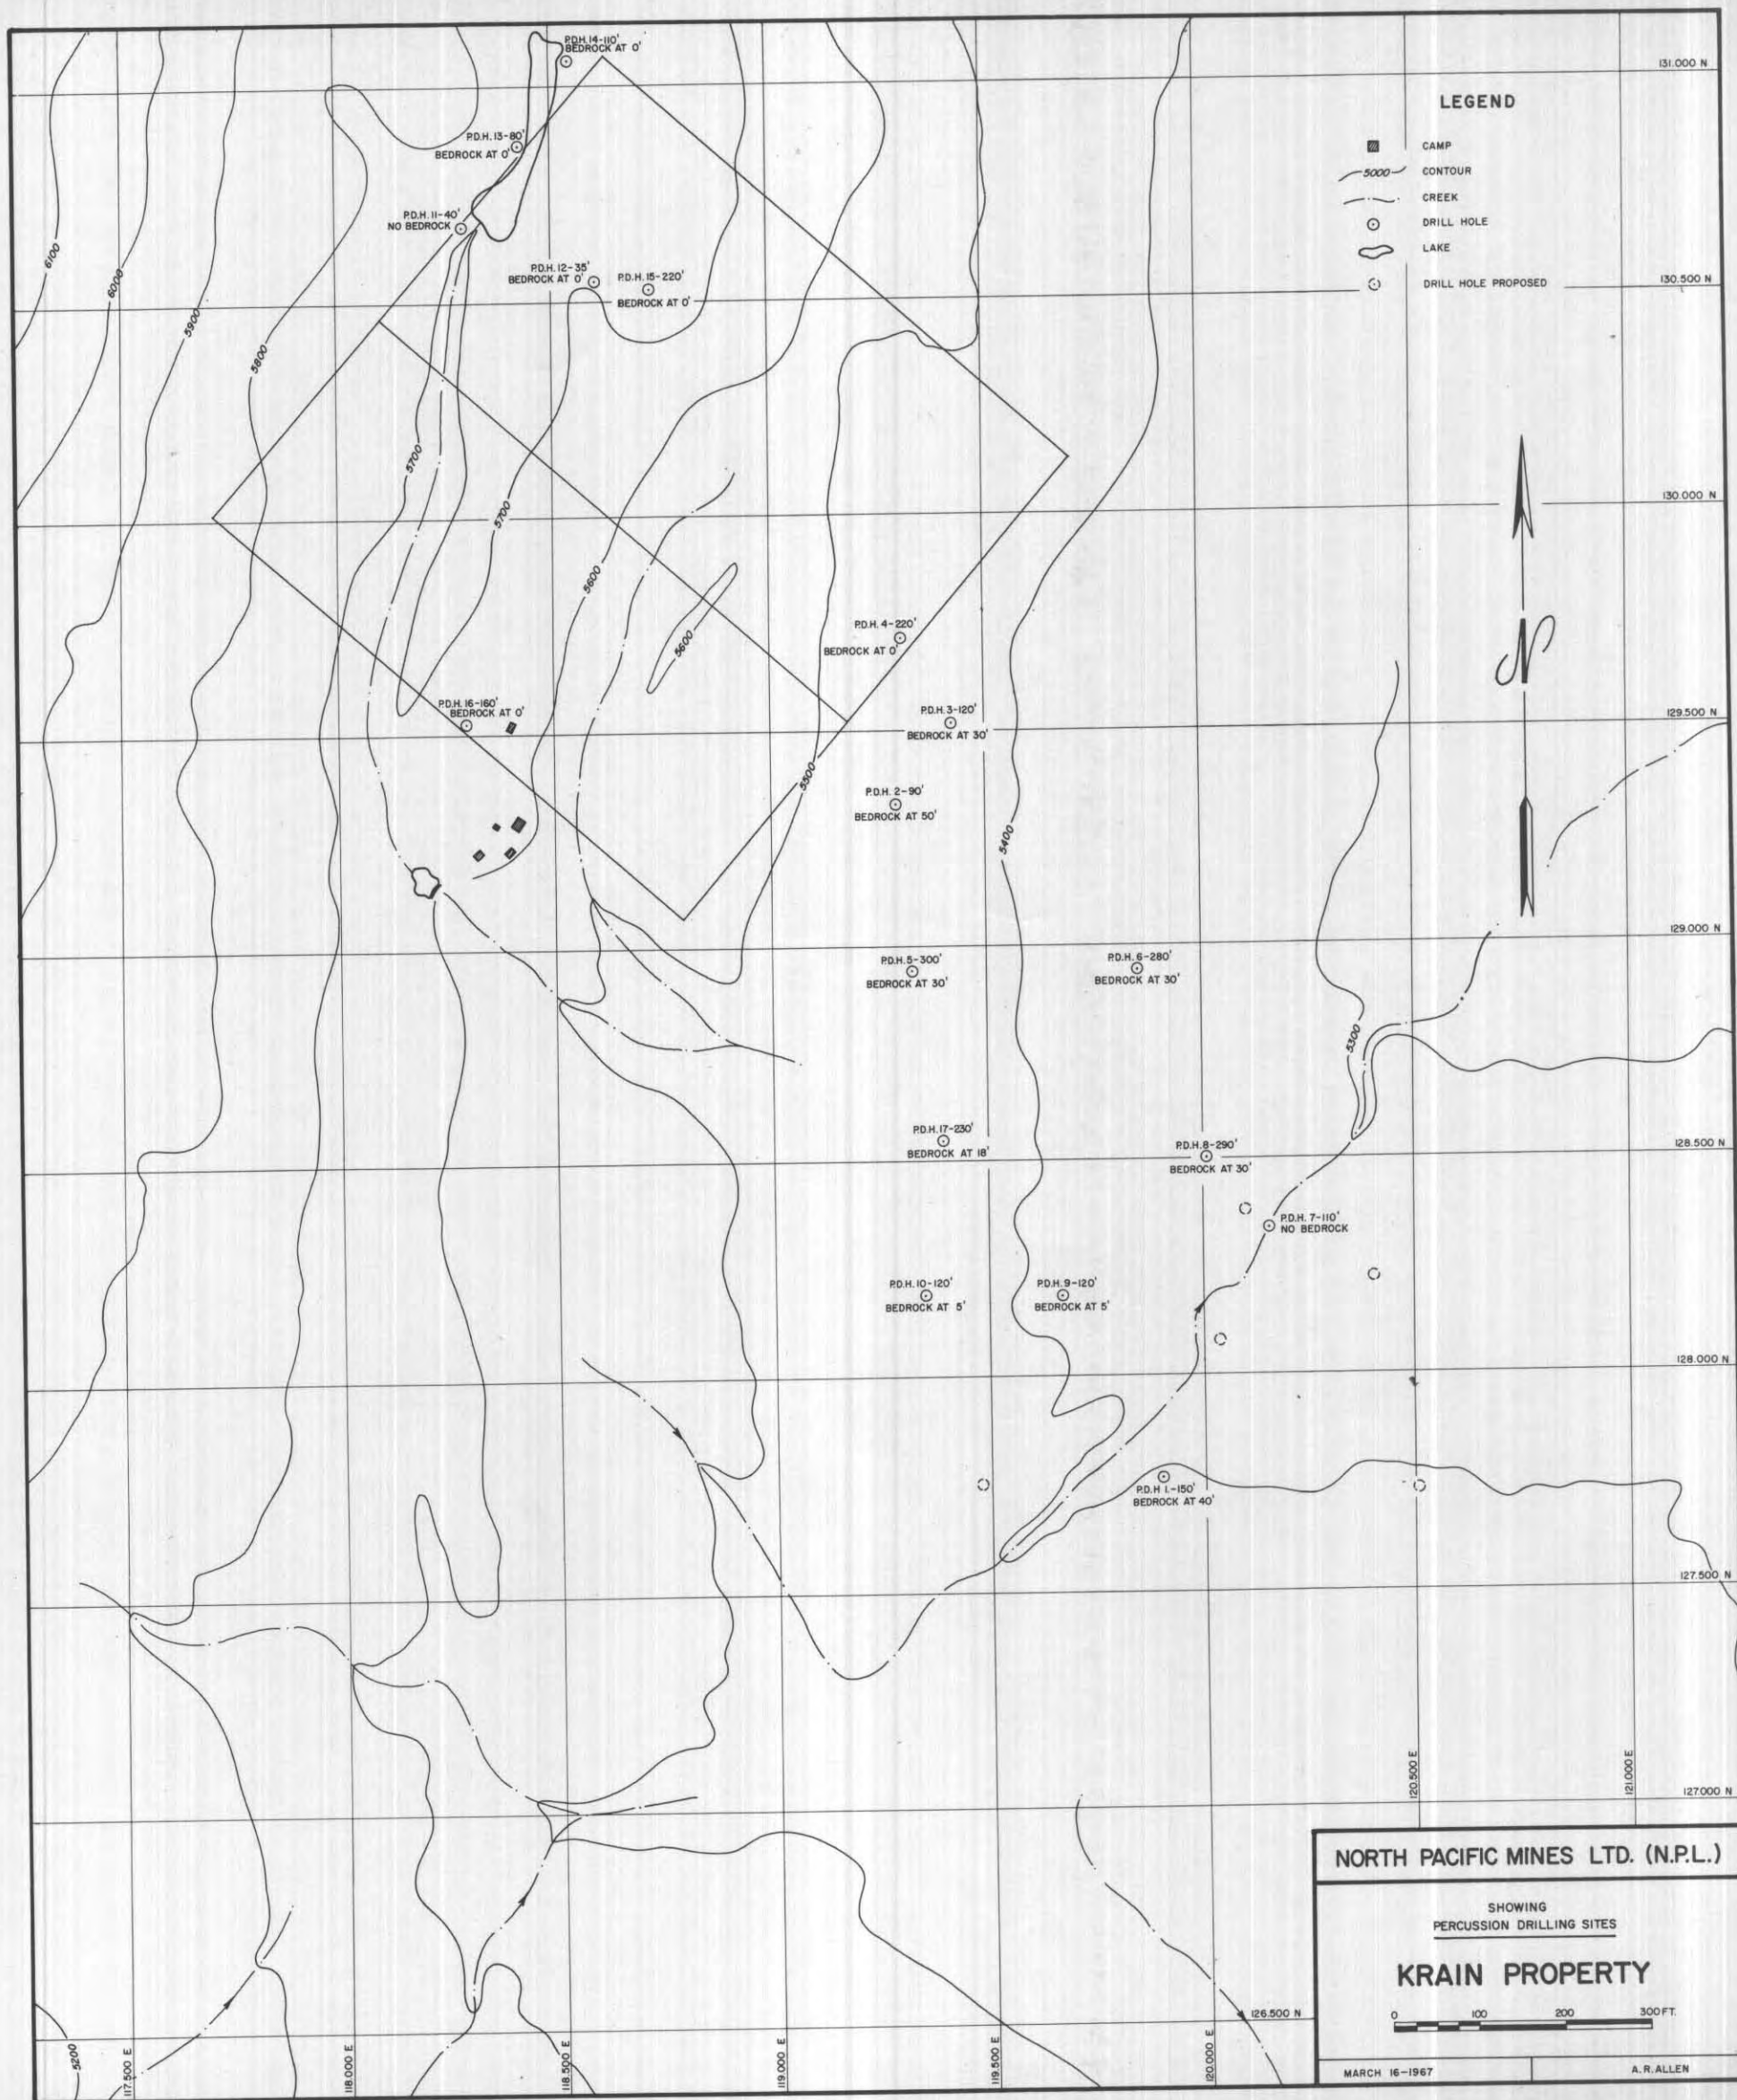 P.D.H. 14-110'
BEDROCK AT 0'
131.000 N
LEGEND
CAMP
5000
CONTOUR
CREEK
DRILL HOLE
LAKE
DRILL HOLE PROPOSED
P.D.H. 13-80'
BEDROCK AT 0'
P.D.H. 11-40'
NO BEDROCK
P.D.H. 12-35'
BEDROCK AT 0'
P.D.H. 15-220'
BEDROCK AT 0'
130.500 N
6100
6000
5900
5800
5700
5700
5600
5600
130.000 N
N
P.D.H. 4-220'
BEDROCK AT 0'
P.D.H. 16-160'
BEDROCK AT 0'
P.D.H. 3-120'
BEDROCK AT 30'
129.500 N
5500
P.D.H. 2-90'
BEDROCK AT 50'
5400
129.000 N
P.D.H. 5-300'
BEDROCK AT 30'
P.D.H. 6-280'
BEDROCK AT 30'
5300
P.D.H. 17-230'
BEDROCK AT 18'
P.D.H. 8-290'
BEDROCK AT 30'
128.500 N
P.D.H. 7-110'
NO BEDROCK
P.D.H. 10-120'
BEDROCK AT 5'
P.D.H. 9-120'
BEDROCK AT 5'
128.000 N
P.D.H 1.-150'
BEDROCK AT 40'
127.500 N
120.500 E
121.000 E
127.000 N
NORTH PACIFIC MINES LTD. (N.P.L.)
SHOWING
PERCUSSION DRILLING SITES
KRAIN PROPERTY
0 100 200 300 FT.
MARCH 16-1967
A.R. ALLEN
126.500 N
5200
117.500 E
118.000 E
118.500 E
119.000 E
119.500 E
120.000 E